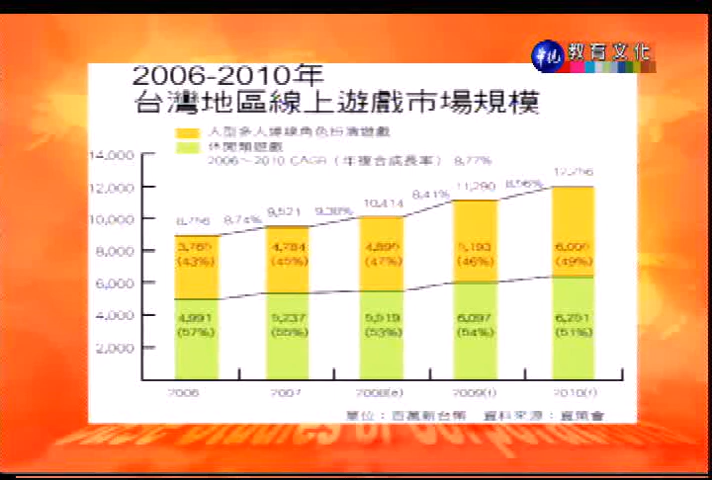 華視 教育文化
2006-2010年
台灣地區線上遊戲市場規模
大型多人連線角色扮演遊戲
休閒類遊戲
2006~2010 CAGR (年複合成長率) 8.77%
14,000
12,000
10,000
8,000
6,000
4,000
2,000
8,756 8.74% 9,521 9.38% 10,414 8.41% 11,290 8.56%
3,765 4,784 4,895 5,193
(43%) (45%) (47%) (46%) (49%)
4,991 5,237 5,519 6,097 6,251
(57%) (55%) (53%) (54%) (51%)
2006 2007 2008(e) 2009(f) 2010(f)
單位：百萬新台幣 資料來源：資策會